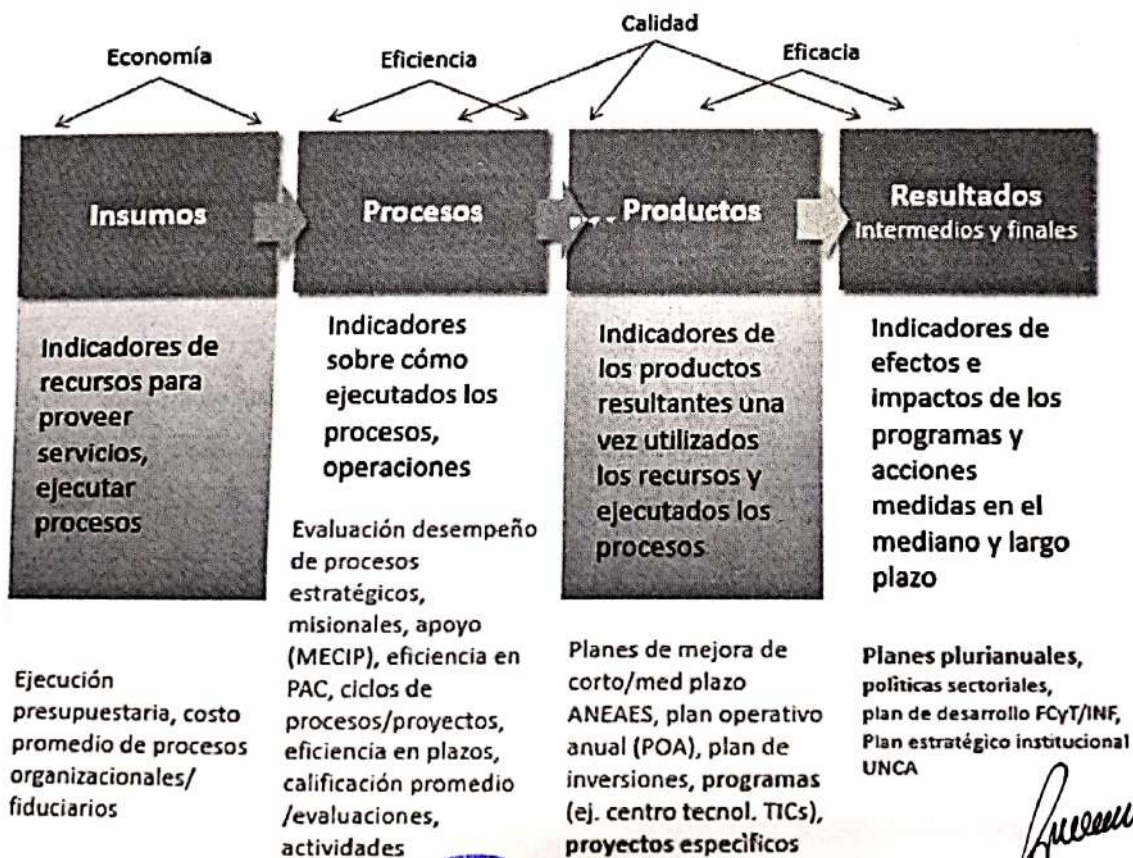 Calidad
Economía
Eficiencia
Eficacia
Insumos
Procesos
Productos
Resultados
Intermedios y finales
Indicadores de
recursos para
proveer
servicios,
ejecutar
procesos
Indicadores
sobre cómo
ejecutados los
procesos,
operaciones
Indicadores de
los productos
resultantes una
vez utilizados
los recursos y
ejecutados los
procesos
Indicadores de
efectos e
impactos de los
programas y
acciones
medidas en el
mediano y largo
plazo
Ejecución
presupuestaria, costo
promedio de procesos
organizacionales/
fiduciarios
Evaluación desempeño
de procesos
estratégicos,
misionales, apoyo
(MECIP), eficiencia en
PAC, ciclos de
procesos/proyectos,
eficiencia en plazos,
calificación promedio
/evaluaciones,
actividades
Planes de mejora de
corto/med plazo
ANEAES, plan operativo
anual (POA), plan de
inversiones, programas
(ej. centro tecnol. TICs),
proyectos específicos
Planes plurianuales,
políticas sectoriales,
plan de desarrollo FCyT/INF,
Plan estratégico institucional
UNCA